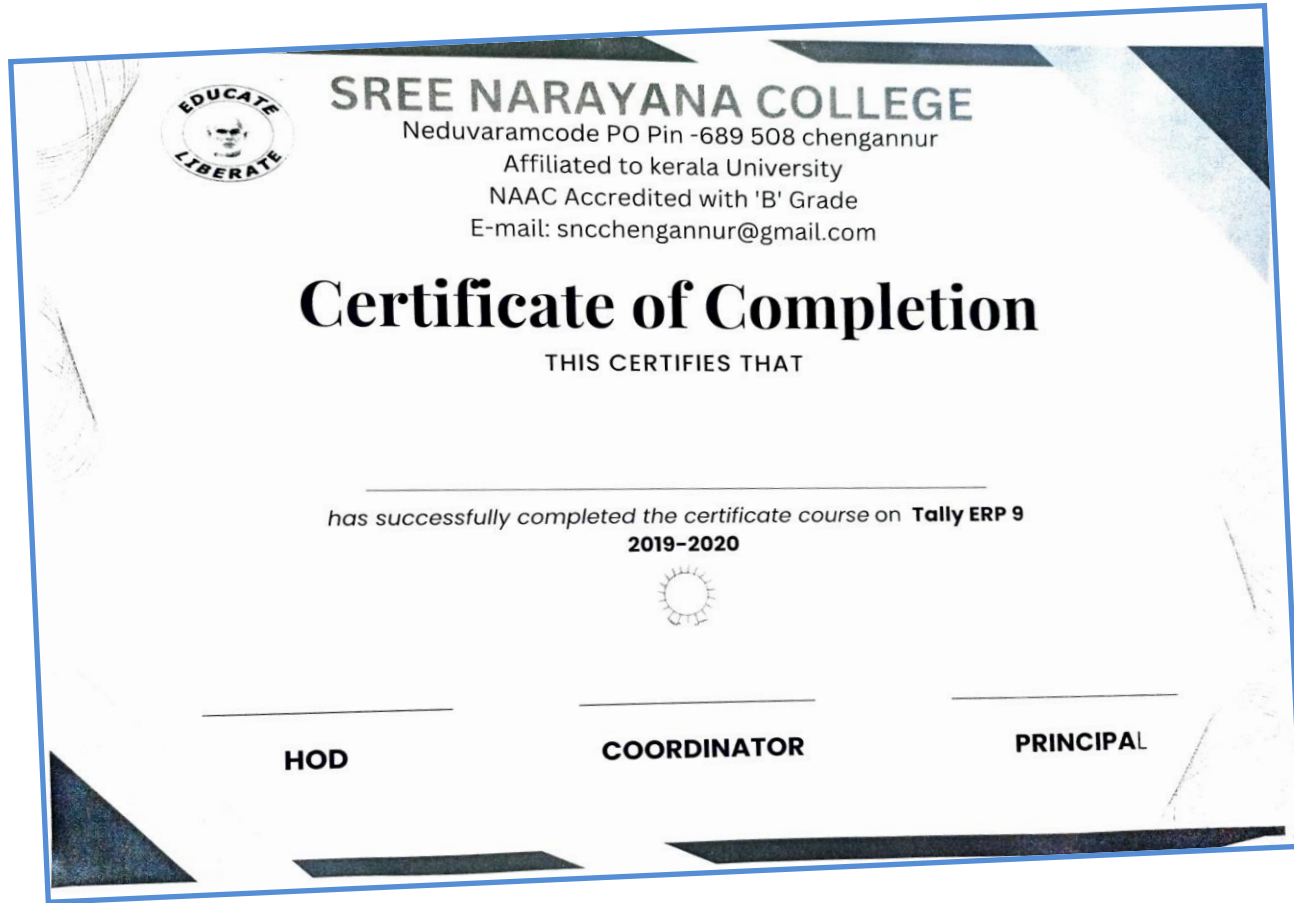 EDUCATE
LIBERATE
SREE NARAYANA COLLEGE
Neduvaramcode PO Pin -689 508 chengannur
Affiliated to kerala University
NAAC Accredited with 'B' Grade
E-mail: sncchengannur@gmail.com
Certificate of Completion
THIS CERTIFIES THAT
has successfully completed the certificate course on Tally ERP 9
2019-2020
HOD COORDINATOR PRINCIPAL